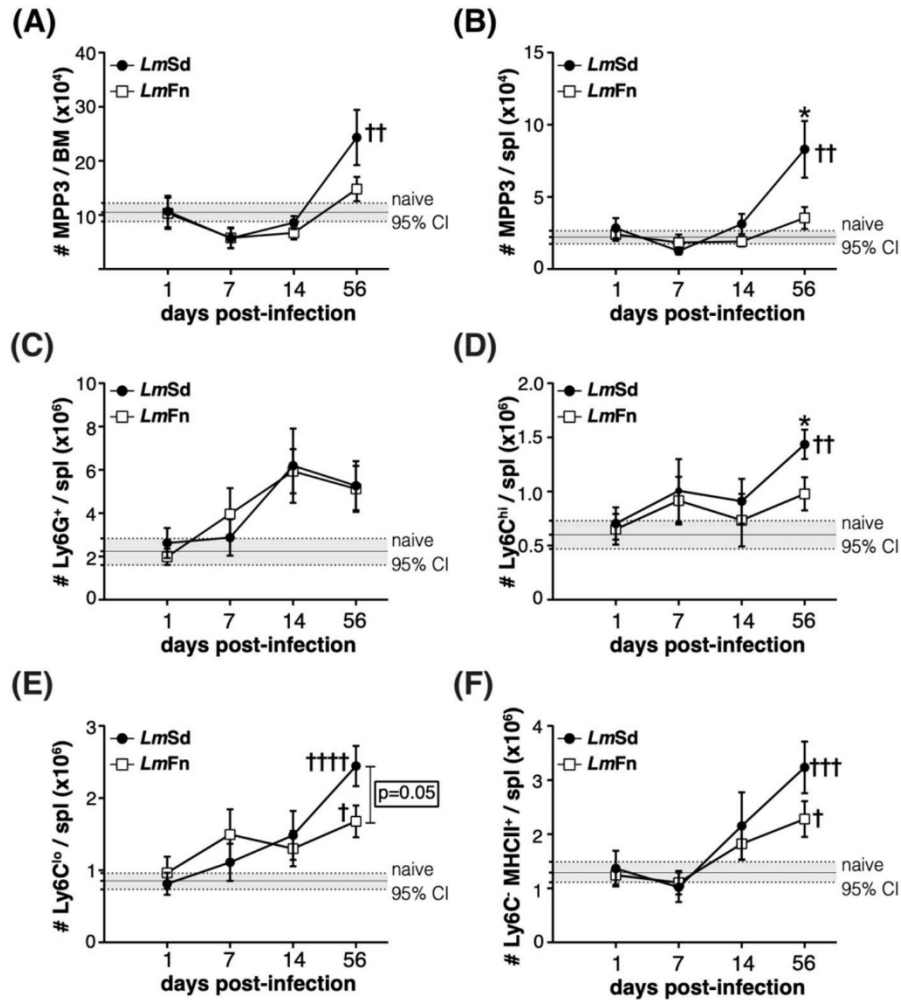 (A)
# MPP3 / BM (x10⁴)
40
30
20
10
LmSd
LmFn
††
naive
95% CI
1 7 14 56
days post-infection
(B)
# MPP3 / spl (x10⁴)
15
10
5
0
LmSd
LmFn
*
††
naive
95% CI
1 7 14 56
days post-infection
(C)
# Ly6G⁺ / spl (x10⁶)
10
8
6
4
2
0
LmSd
LmFn
naive
95% CI
1 7 14 56
days post-infection
(D)
# Ly6Cʰⁱ / spl (x10⁶)
2.0
1.5
1.0
0.5
0
LmSd
LmFn
*
††
naive
95% CI
1 7 14 56
days post-infection
(E)
# Ly6Cˡᵒ / spl (x10⁶)
3
2
1
0
LmSd
LmFn
††††
†
p=0.05
naive
95% CI
1 7 14 56
days post-infection
(F)
# Ly6C⁻ MHCII⁺ / spl (x10⁶)
4
3
2
1
0
LmSd
LmFn
†††
†
naive
95% CI
1 7 14 56
days post-infection